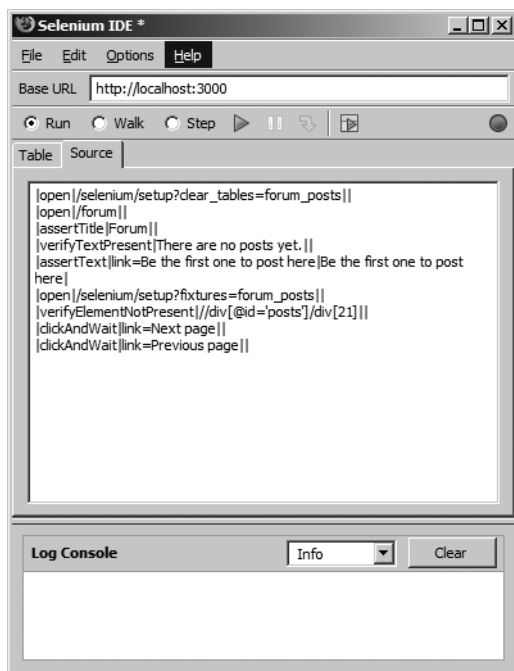 Selenium IDE *
File Edit Options Help
Base URL http://localhost:3000
Run Walk Step
Table Source
|open|/selenium/setup?clear_tables=forum_posts||
|open|/forum||
|assertTitle|Forum||
|verifyTextPresent|There are no posts yet.||
|assertText|link=Be the first one to post here|Be the first one to post
here|
|open|/selenium/setup?fixtures=forum_posts||
|verifyElementNotPresent|//div[@id='posts']/div[21]||
|clickAndWait|link=Next page||
|clickAndWait|link=Previous page||
Log Console Info Clear